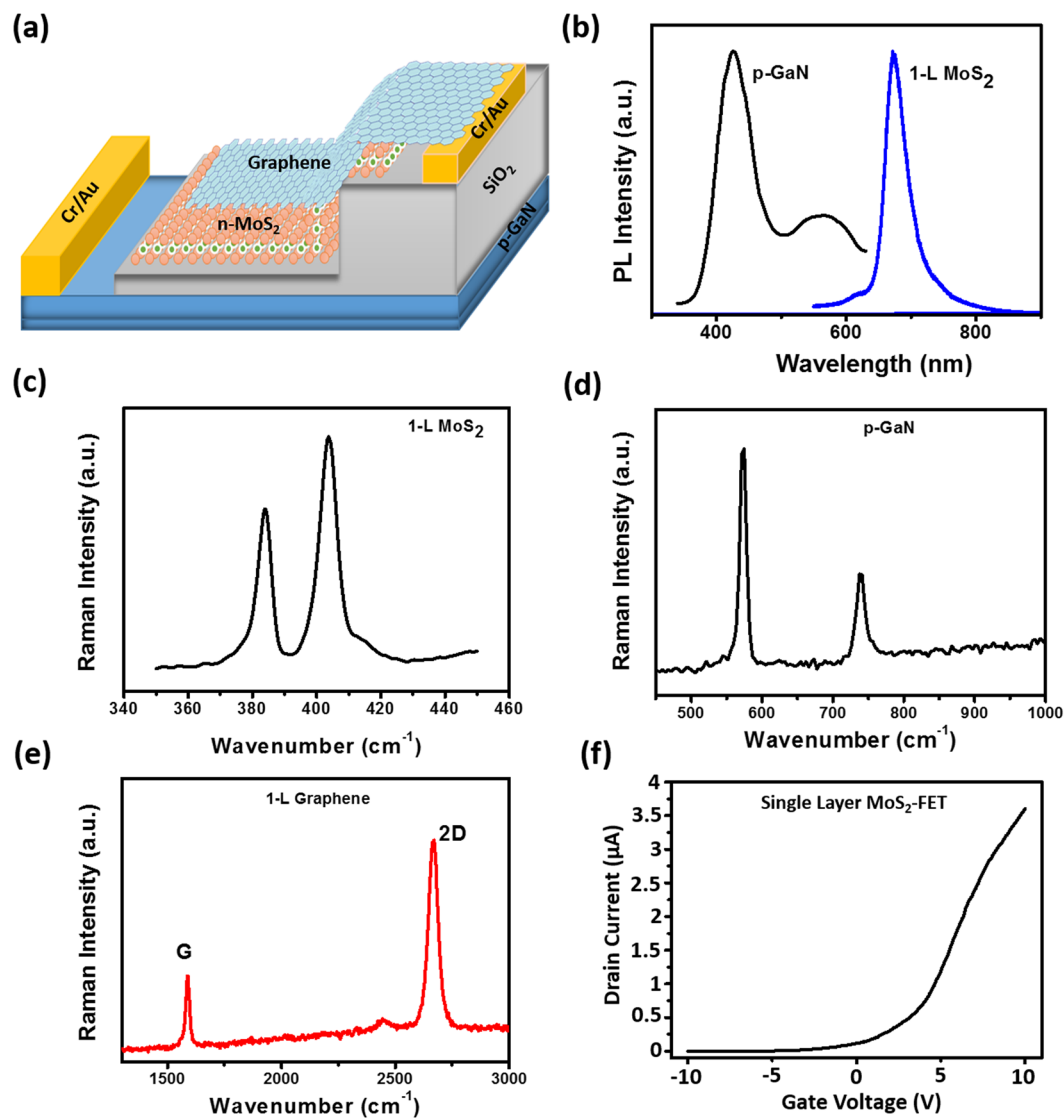 (a)
Cr/Au
Graphene
n-MoS₂
Cr/Au
SiO₂
p-GaN
(b)
p-GaN
1-L MoS₂
PL Intensity (a.u.)
400 600 800
Wavelength (nm)
(c)
1-L MoS₂
Raman Intensity (a.u.)
340 360 380 400 420 440 460
Wavenumber (cm⁻¹)
(d)
p-GaN
Raman Intensity (a.u.)
500 600 700 800 900 1000
Wavenumber (cm⁻¹)
(e)
1-L Graphene
2D
G
Raman Intensity (a.u.)
1500 2000 2500 3000
Wavenumber (cm⁻¹)
(f)
Single Layer MoS₂-FET
Drain Current (µA)
4
3.5
3
2.5
2
1.5
1
0.5
0
-10 -5 0 5 10
Gate Voltage (V)